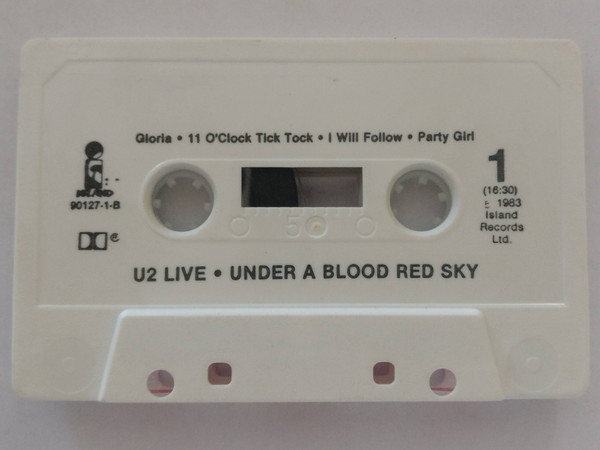 Gloria • 11 O'Clock Tick Tock • I Will Follow • Party Girl
ISLAND
90127-1-B
1
(16:30)
℗ 1983
Island
Records
Ltd.
50
U2 LIVE • UNDER A BLOOD RED SKY